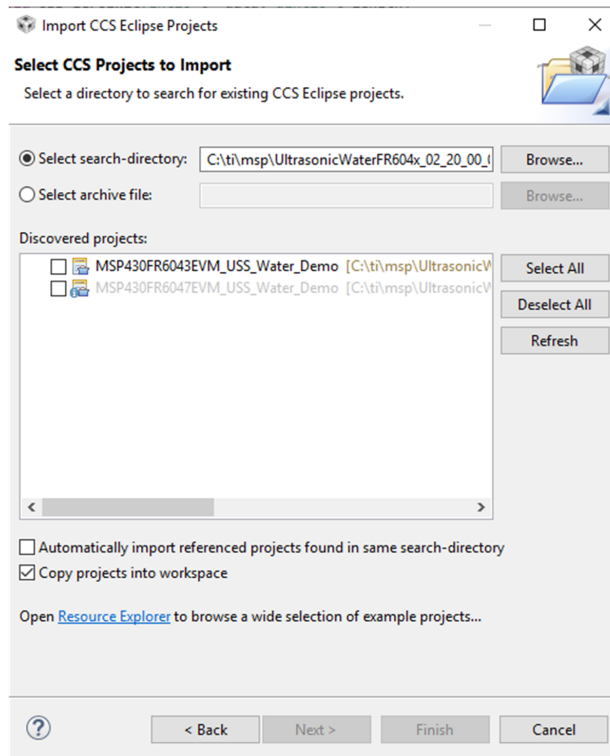 Import CCS Eclipse Projects
Select CCS Projects to Import
Select a directory to search for existing CCS Eclipse projects.
Select search-directory: C:\ti\msp\UltrasonicWaterFR604x_02_20_00_ Browse...
Select archive file: Browse...
Discovered projects:
MSP430FR6043EVM_USS_Water_Demo [C:\ti\msp\UltrasonicW Select All
MSP430FR6047EVM_USS_Water_Demo [C:\ti\msp\UltrasonicW
Deselect All
Refresh
Automatically import referenced projects found in same search-directory
Copy projects into workspace
Open Resource Explorer to browse a wide selection of example projects...
? < Back Next > Finish Cancel